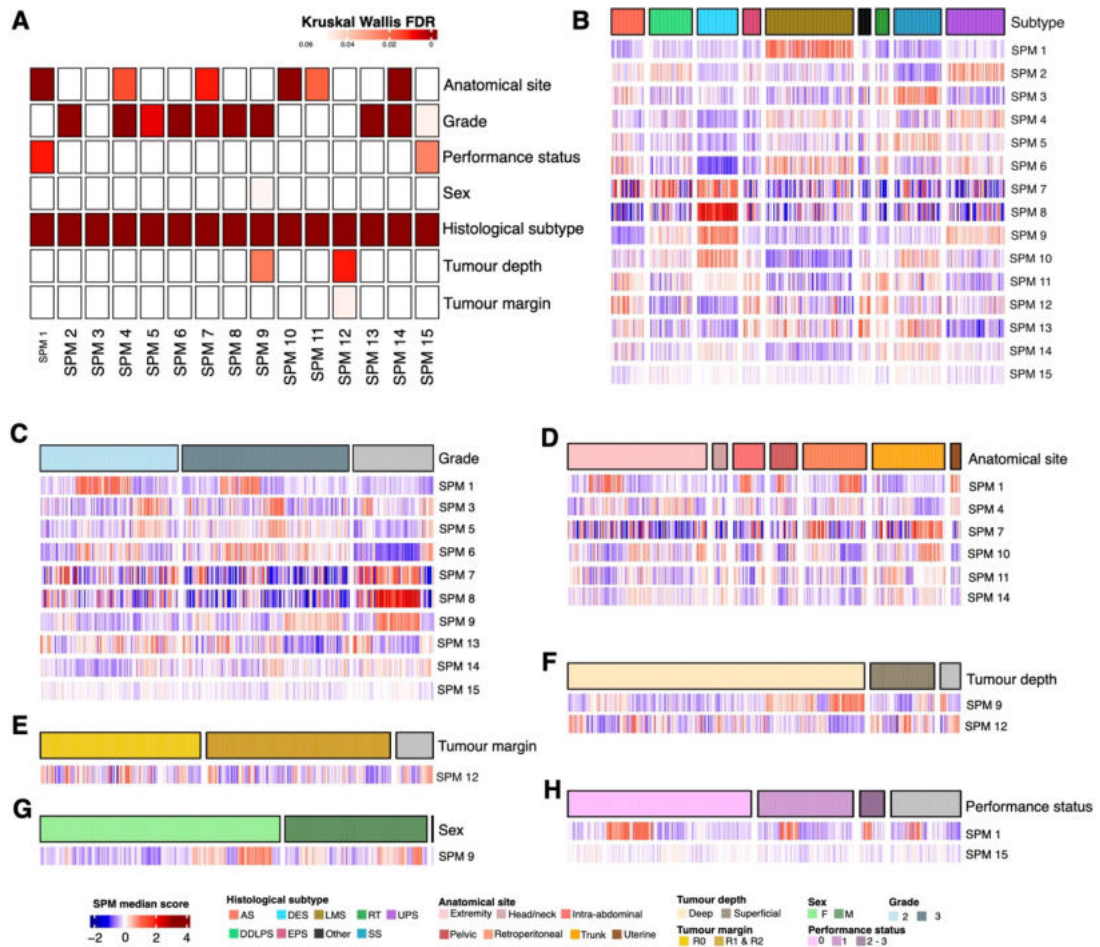 A
Kruskal Wallis FDR
0.06 0.04 0.02 0
Anatomical site
Grade
Performance status
Sex
Histological subtype
Tumour depth
Tumour margin
SPM 1
SPM 2
SPM 3
SPM 4
SPM 5
SPM 6
SPM 7
SPM 8
SPM 9
SPM 10
SPM 11
SPM 12
SPM 13
SPM 14
SPM 15
B
Subtype
SPM 1
SPM 2
SPM 3
SPM 4
SPM 5
SPM 6
SPM 7
SPM 8
SPM 9
SPM 10
SPM 11
SPM 12
SPM 13
SPM 14
SPM 15
C
Grade
SPM 1
SPM 3
SPM 5
SPM 6
SPM 7
SPM 8
SPM 9
SPM 13
SPM 14
SPM 15
D
Anatomical site
SPM 1
SPM 4
SPM 7
SPM 10
SPM 11
SPM 14
E
Tumour margin
SPM 12
F
Tumour depth
SPM 9
SPM 12
G
Sex
SPM 9
H
Performance status
SPM 1
SPM 15
SPM median score
−2 0 2 4
Histological subtype
AS DES LMS RT UPS
DDLPS EPS Other SS
Anatomical site
Extremity Head/neck Intra-abdominal
Pelvic Retroperitoneal Trunk Uterine
Tumour depth
Deep Superficial
Tumour margin
R0 R1 & R2
Sex
F M
Grade
2 3
Performance status
0 1 2 - 3